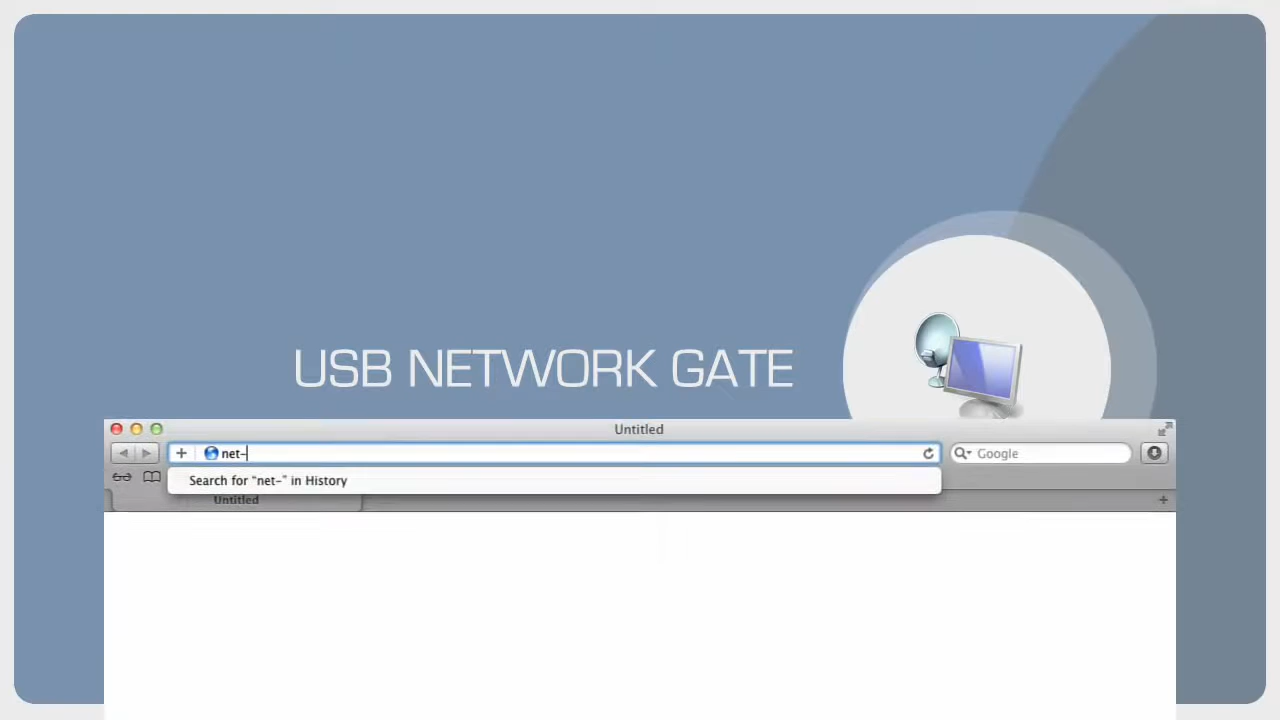 USB NETWORK GATE
Untitled
net-
Google
Search for “net-” in History
Untitled